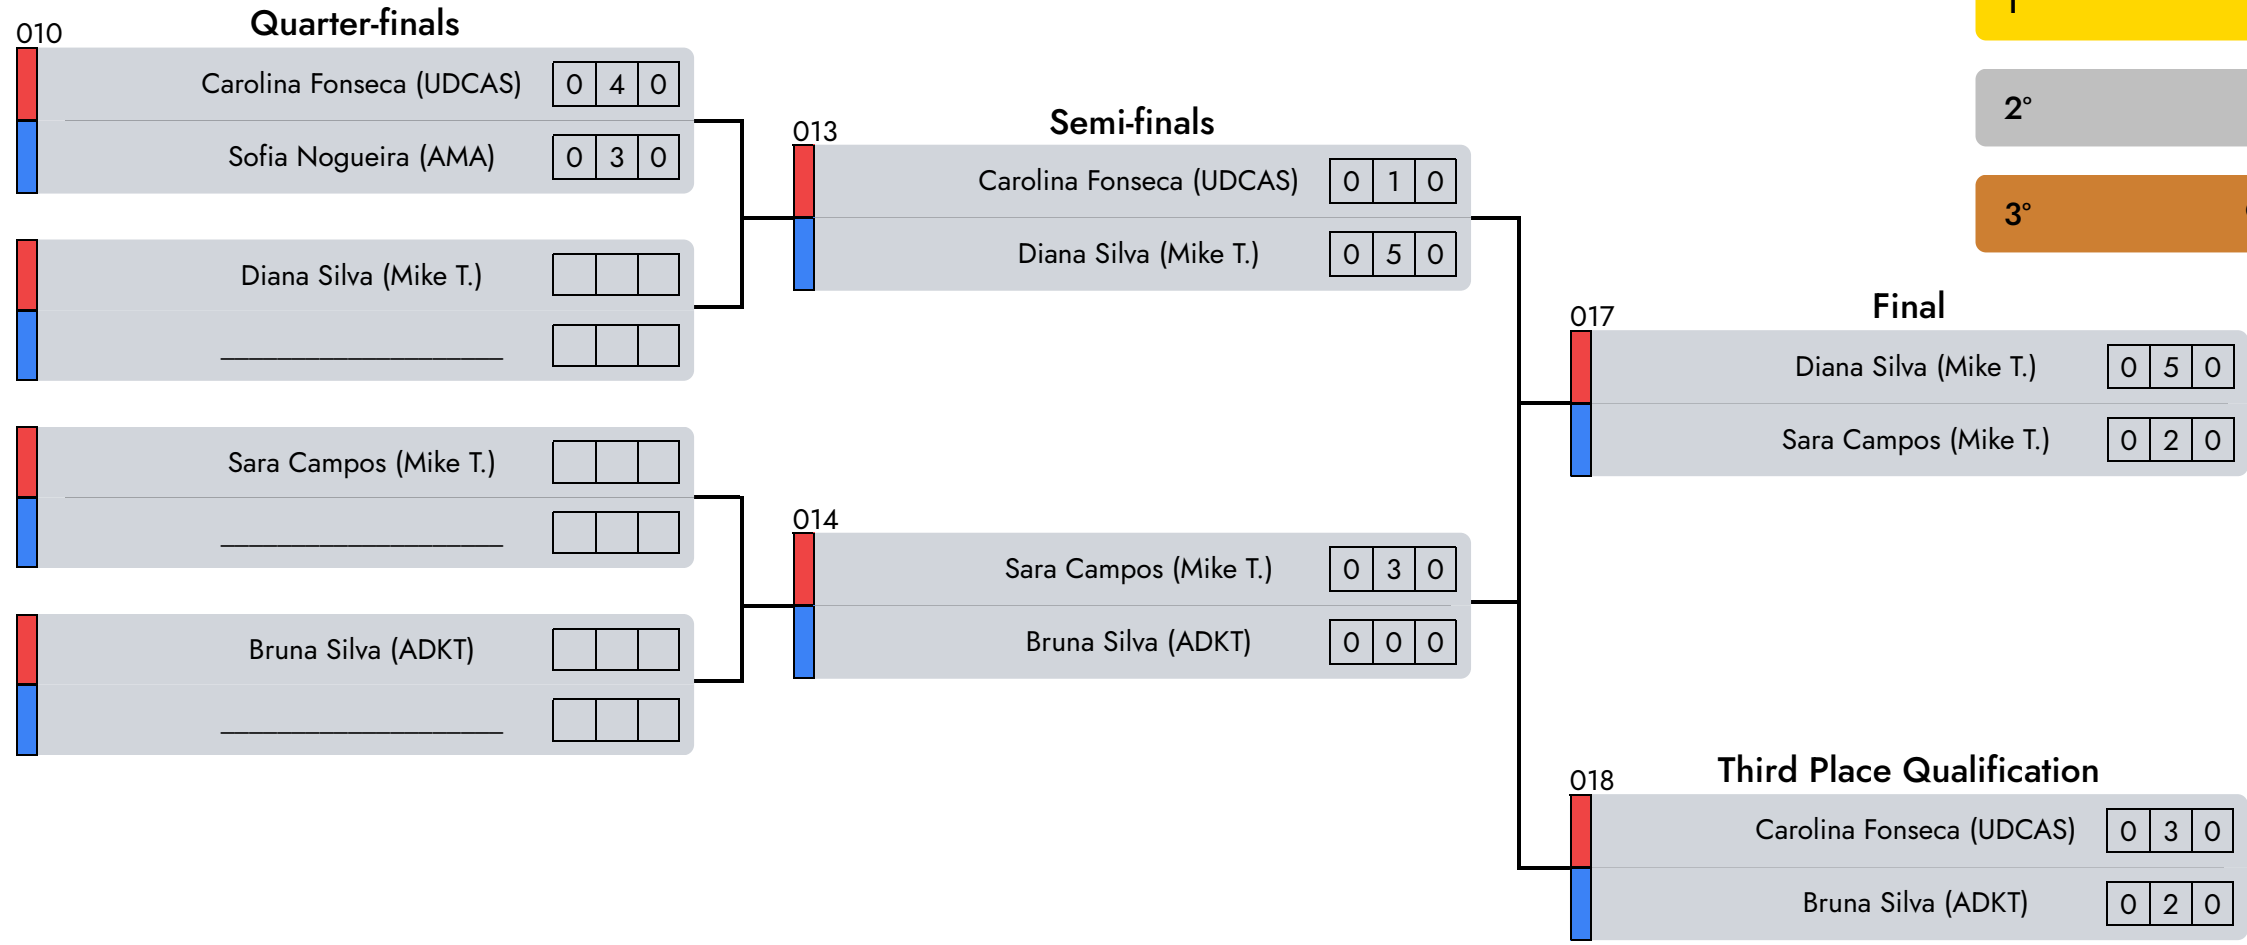 010
Quarter-finals
Carolina Fonseca (UDCAS) 0 4 0
Sofia Nogueira (AMA) 0 3 0
Diana Silva (Mike T.)
____________________
Sara Campos (Mike T.)
____________________
Bruna Silva (ADKT)
____________________
013
Semi-finals
Carolina Fonseca (UDCAS) 0 1 0
Diana Silva (Mike T.) 0 5 0
014
Sara Campos (Mike T.) 0 3 0
Bruna Silva (ADKT) 0 0 0
2°
3°
017
Final
Diana Silva (Mike T.) 0 5 0
Sara Campos (Mike T.) 0 2 0
018
Third Place Qualification
Carolina Fonseca (UDCAS) 0 3 0
Bruna Silva (ADKT) 0 2 0